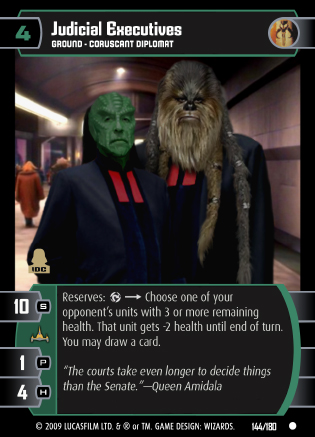 4 Judicial Executives
GROUND - CORUSCANT DIPLOMAT
IDC
10 S
Reserves: → Choose one of your
opponent's units with 3 or more remaining
health. That unit gets -2 health until end of turn.
You may draw a card.
1 P
4 H
"The courts take even longer to decide things
than the Senate."—Queen Amidala
© 2009 LUCASFILM LTD. & ® or TM. GAME DESIGN: WIZARDS. 144/180